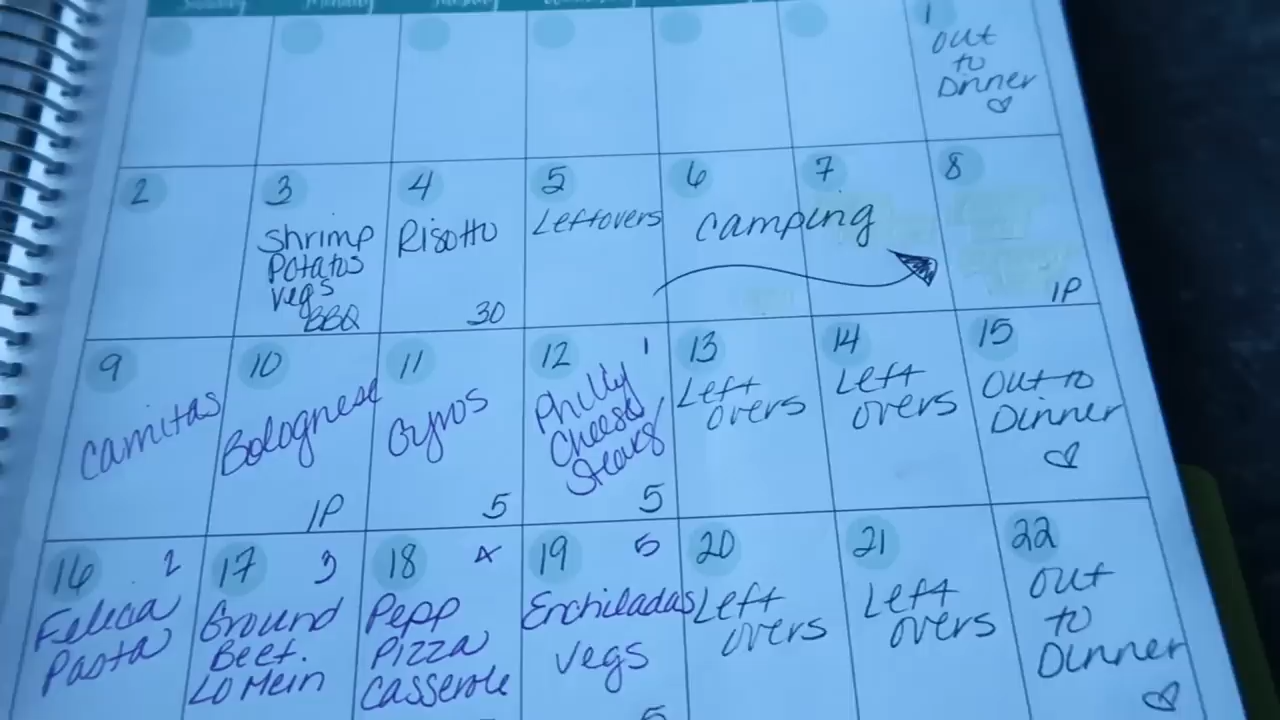 1
out
to
Dinner
2 3 4 5 6 7 8
Shrimp
Potatos
vegs
BBQ
Risotto
30
Leftovers
camping
1P
9
Carnitas
10
Bolognese
1P
11
Gyros
5
12 1
Philly
Cheese
Steaks
5
13
Left
overs
14
Left
overs
15
Out to
Dinner
16 2
Felicia
Pasta
17 3
Ground
Beef.
Lo Mein
18 4
Pepp
Pizza
Casserole
19 5
Enchiladas
Vegs
5
20
Left
overs
21
Left
overs
22
out
to
Dinner